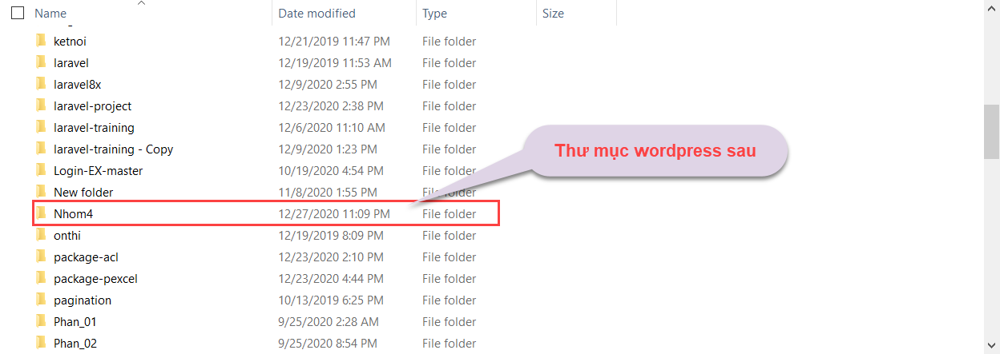 Name Date modified Type Size
ketnoi 12/21/2019 11:47 PM File folder
laravel 12/19/2019 11:53 AM File folder
laravel8x 12/9/2020 2:55 PM File folder
laravel-project 12/23/2020 2:38 PM File folder
laravel-training 12/6/2020 11:10 AM File folder
laravel-training - Copy 12/9/2020 1:23 PM File folder
Thư mục wordpress sau
Login-EX-master 10/19/2020 4:54 PM File folder
New folder 11/8/2020 1:55 PM File folder
Nhom4 12/27/2020 11:09 PM File folder
onthi 12/19/2019 8:09 PM File folder
package-acl 12/23/2020 2:10 PM File folder
package-pexcel 12/23/2020 4:44 PM File folder
pagination 10/13/2019 6:25 PM File folder
Phan_01 9/25/2020 2:28 AM File folder
Phan_02 9/25/2020 8:54 PM File folder